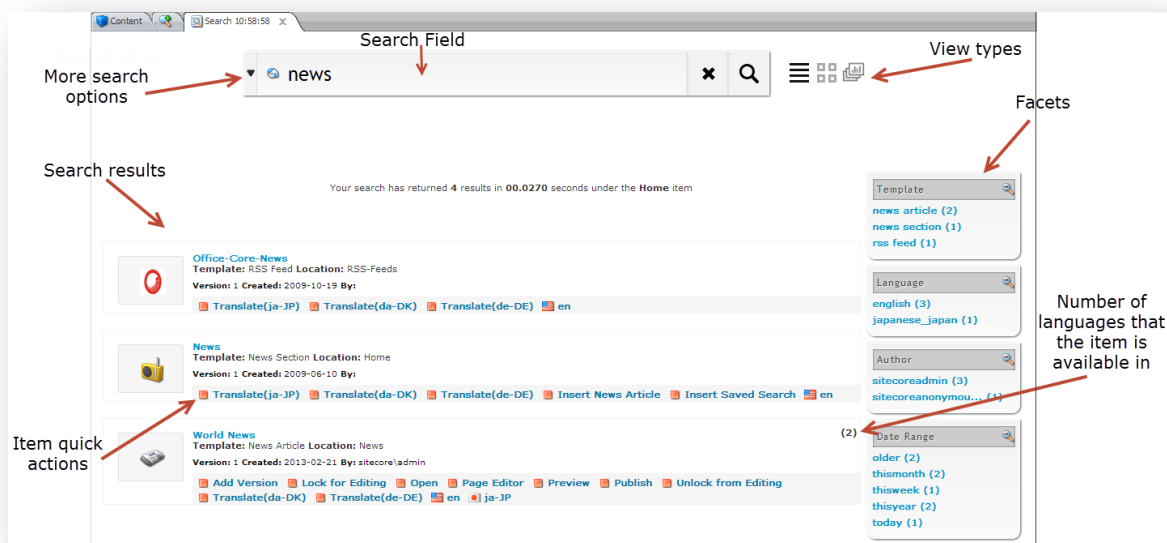 Content
Search 10:58:58 x
Search Field
View types
More search
options
news
Facets
Search results
Your search has returned 4 results in 00.0270 seconds under the Home item
Template
news article (2)
news section (1)
rss feed (1)
Office-Core-News
Template: RSS Feed Location: RSS-Feeds
Version: 1 Created: 2009-10-19 By:
Translate(ja-JP) Translate(da-DK) Translate(de-DE) en
Language
english (3)
japanese_japan (1)
Number of
languages that
the item is
available in
News
Template: News Section Location: Home
Version: 1 Created: 2009-06-10 By:
Translate(ja-JP) Translate(da-DK) Translate(de-DE) Insert News Article Insert Saved Search en
Author
sitecoreadmin (3)
sitecoreanonymou... (1)
Item quick
actions
World News
(2)
Template: News Article Location: News
Version: 1 Created: 2013-02-21 By: sitecore\admin
Add Version Lock for Editing Open Page Editor Preview Publish Unlock from Editing
Translate(da-DK) Translate(de-DE) en ja-JP
Date Range
older (2)
thismonth (2)
thisweek (1)
thisyear (2)
today (1)